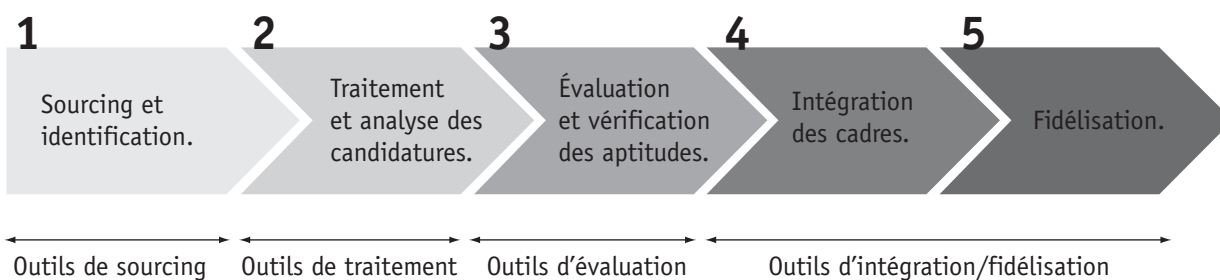 1
Sourcing et
identification.
2
Traitement
et analyse des
candidatures.
3
Évaluation
et vérification
des aptitudes.
4
Intégration
des cadres.
5
Fidélisation.
Outils de sourcing
Outils de traitement
Outils d'évaluation
Outils d'intégration/fidélisation